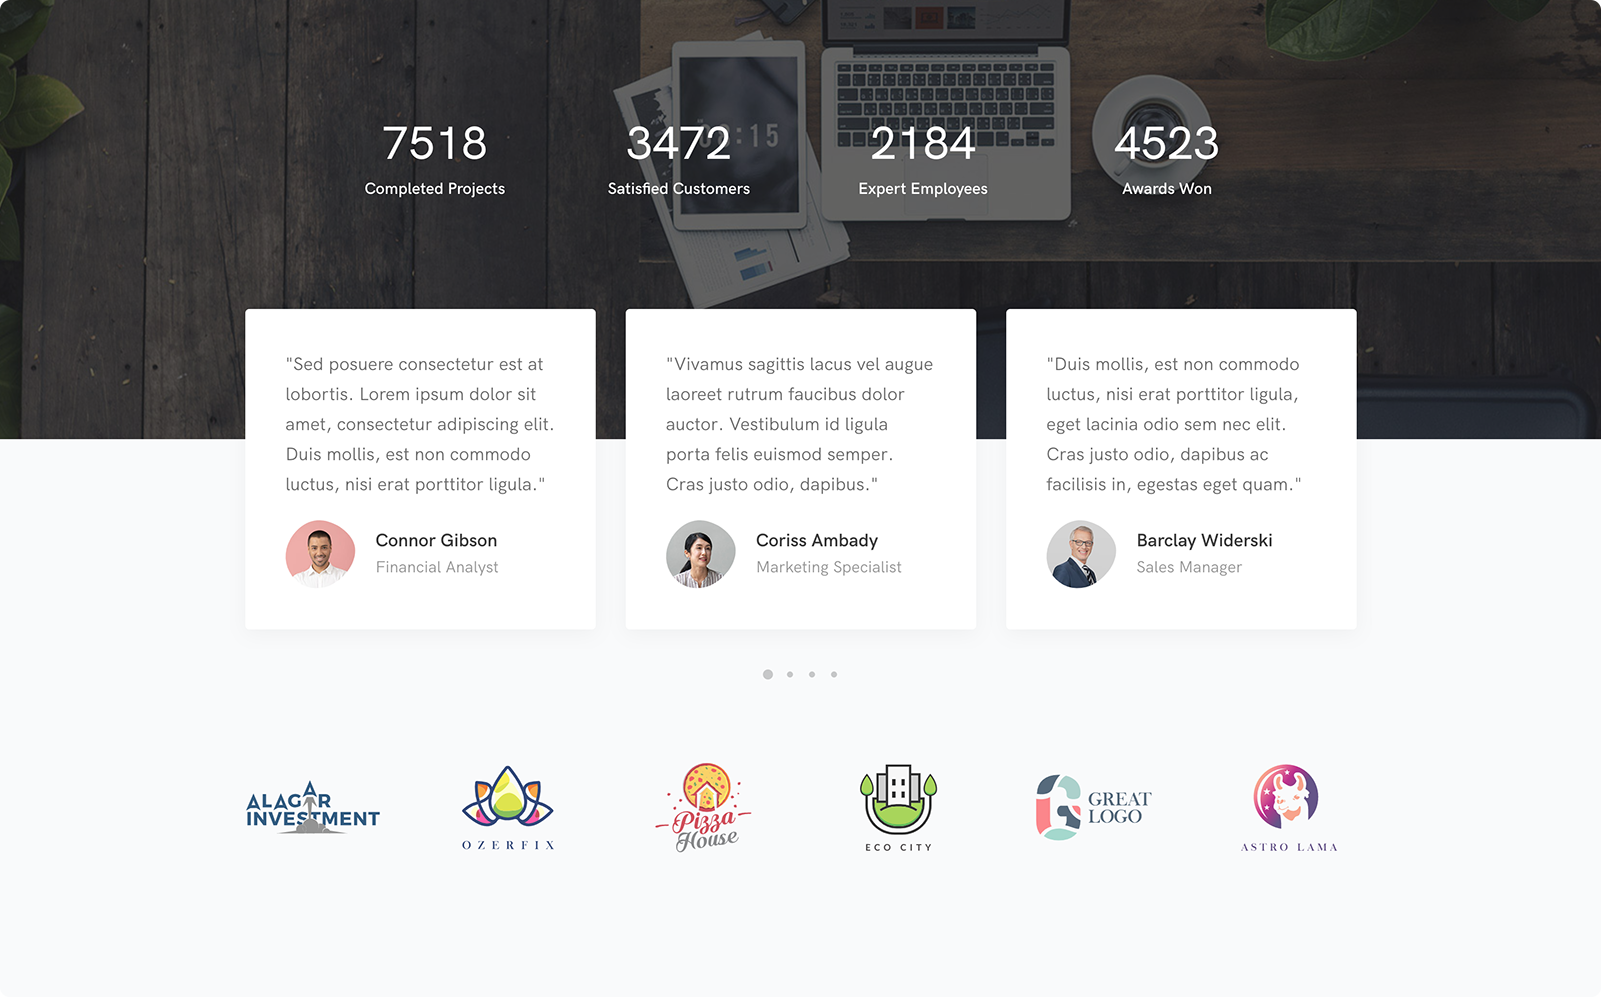 7518
3472
2184
4523
Completed Projects
Satisfied Customers
Expert Employees
Awards Won
"Sed posuere consectetur est at
lobortis. Lorem ipsum dolor sit
amet, consectetur adipiscing elit.
Duis mollis, est non commodo
luctus, nisi erat porttitor ligula."
Connor Gibson
Financial Analyst
"Vivamus sagittis lacus vel augue
laoreet rutrum faucibus dolor
auctor. Vestibulum id ligula
porta felis euismod semper.
Cras justo odio, dapibus."
Coriss Ambady
Marketing Specialist
"Duis mollis, est non commodo
luctus, nisi erat porttitor ligula,
eget lacinia odio sem nec elit.
Cras justo odio, dapibus ac
facilisis in, egestas eget quam."
Barclay Widerski
Sales Manager
ALAGAR
INVESTMENT
OZERFIX
Pizza
House
ECO CITY
GREAT
LOGO
ASTRO LAMA